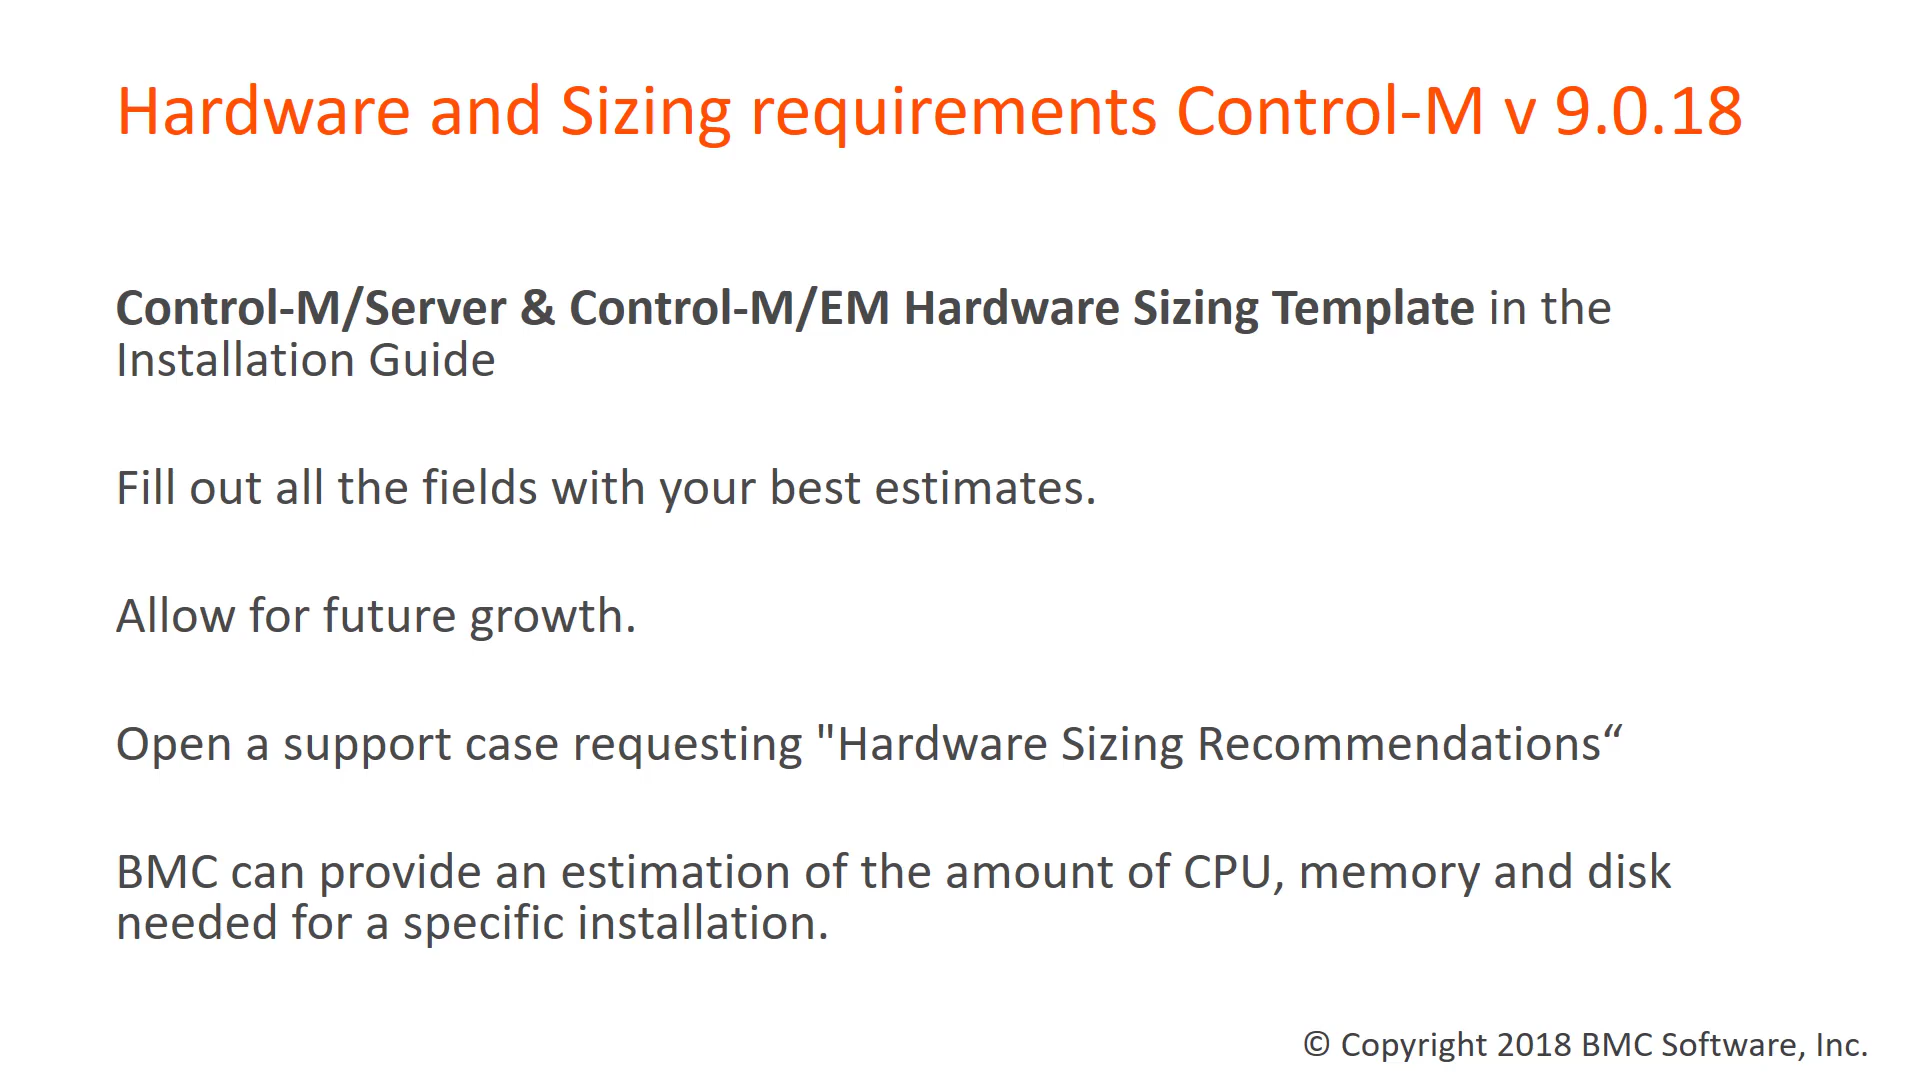 Hardware and Sizing requirements Control-M v 9.0.18
Control-M/Server & Control-M/EM Hardware Sizing Template in the
Installation Guide
Fill out all the fields with your best estimates.
Allow for future growth.
Open a support case requesting "Hardware Sizing Recommendations“
BMC can provide an estimation of the amount of CPU, memory and disk
needed for a specific installation.
© Copyright 2018 BMC Software, Inc.